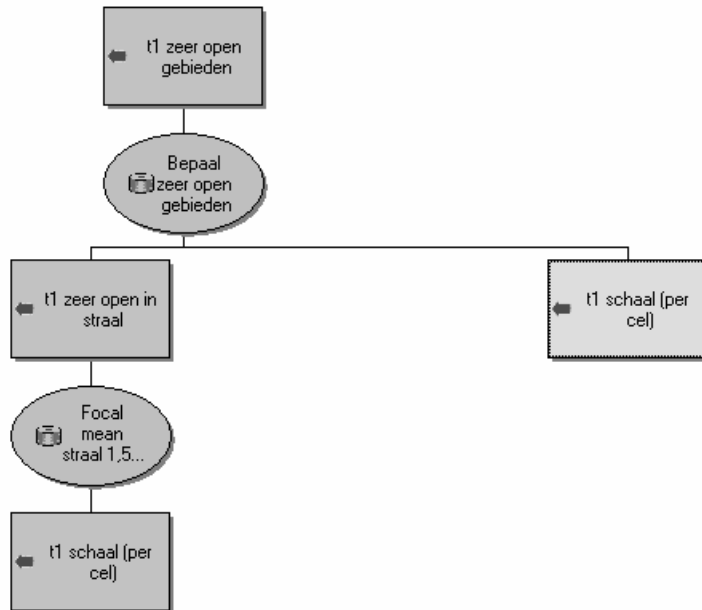 t1 zeer open
gebieden
Bepaal
zeer open
gebieden
t1 zeer open in
straal
t1 schaal (per
cel)
Focal
mean
straal 1,5...
t1 schaal (per
cel)